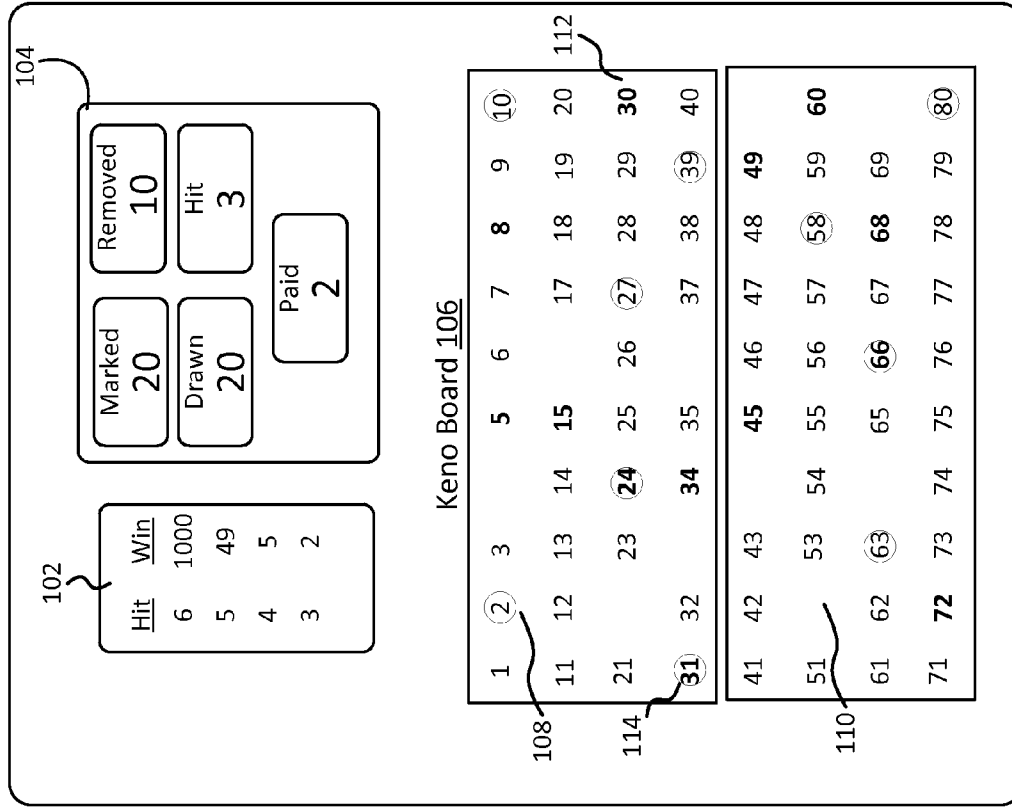 102
Hit Win
6 1000
5 49
4 5
3 2
104
Marked
20
Removed
10
Drawn
20
Hit
3
Paid
2
Keno Board 106
112
1 2 3 5 6 7 8 9 10
11 12 13 14 15 17 18 19 20
21 23 24 25 26 27 28 29 30
31 32 34 35 37 38 39 40
108
114
41 42 43 45 46 47 48 49
51 53 54 55 56 57 58 59 60
61 62 63 65 66 67 68 69
71 72 73 74 75 76 77 78 79 80
110